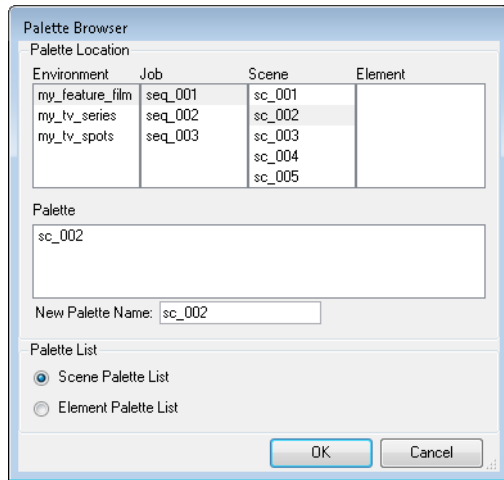 Palette Browser
Palette Location
Environment Job Scene Element
my_feature_film seq_001 sc_001
my_tv_series seq_002 sc_002
my_tv_spots seq_003 sc_003
sc_004
sc_005
Palette
sc_002
New Palette Name: sc_002
Palette List
Scene Palette List
Element Palette List
OK Cancel